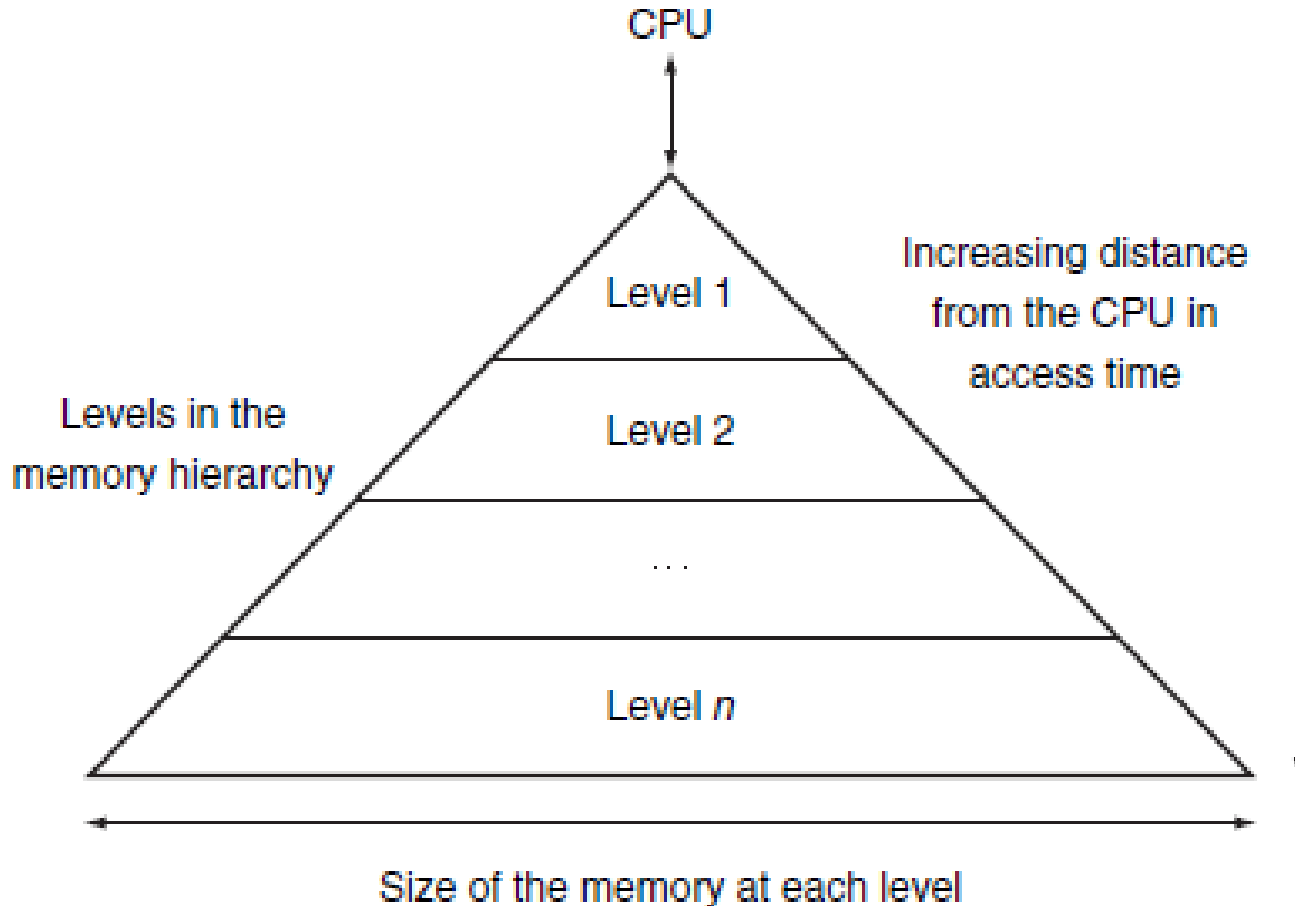 CPU
Level 1
Increasing distance
from the CPU in
access time
Levels in the
memory hierarchy
Level 2
. . .
Level n
Size of the memory at each level